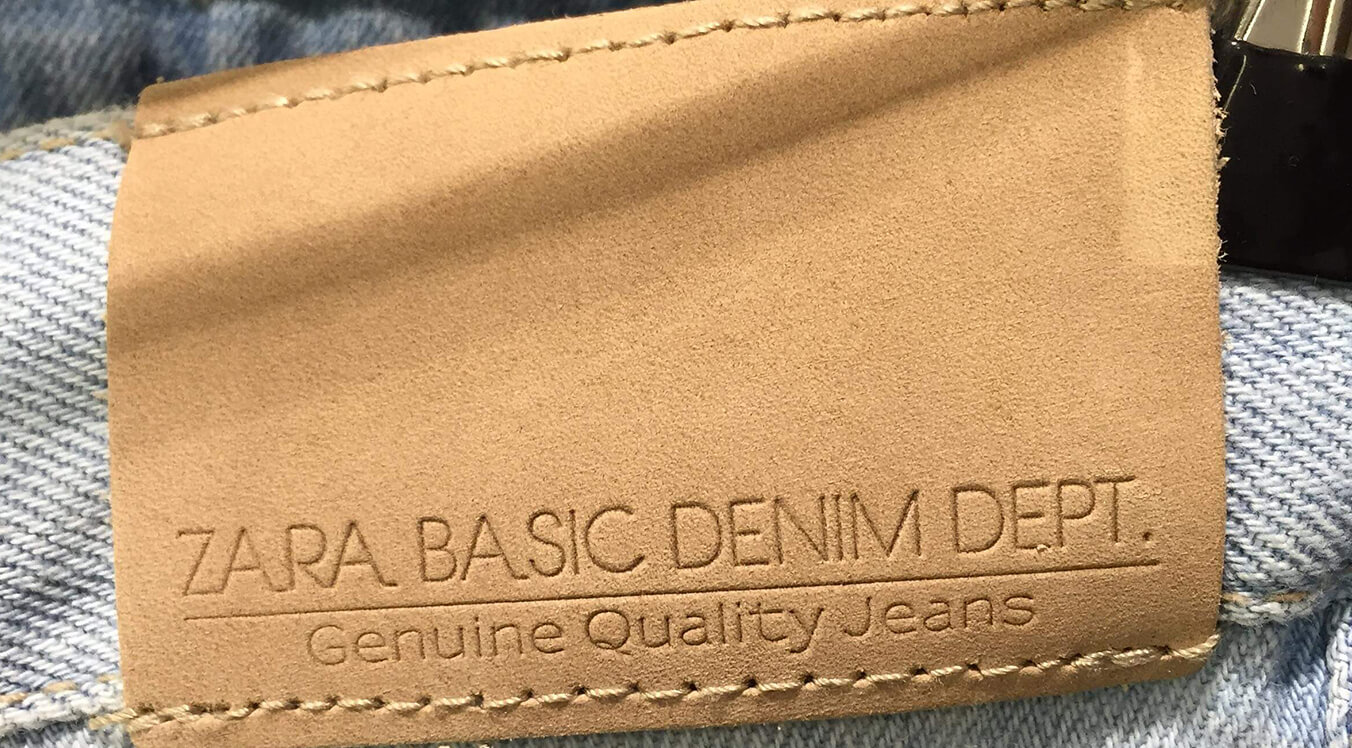 ZARA BASIC DENIM DEPT.
Genuine Quality Jeans